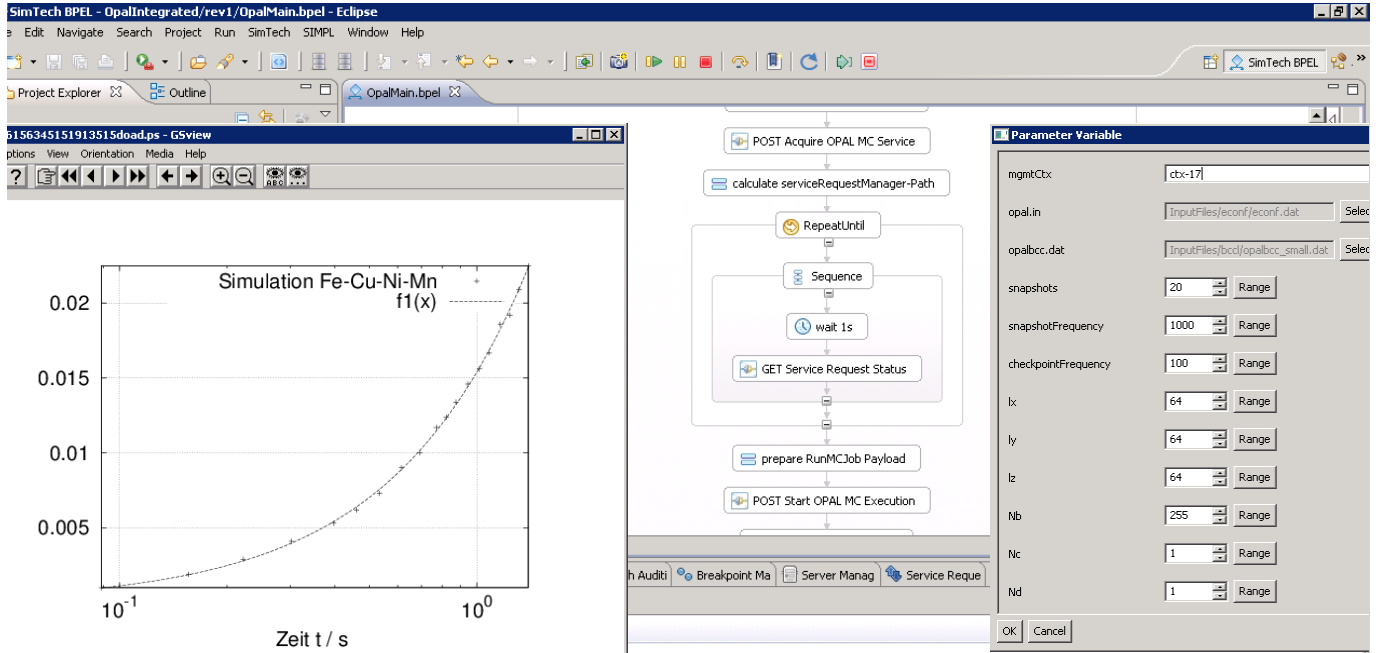 SimTech BPEL - OpalIntegrated/rev1/OpalMain.bpel - Eclipse
Edit Navigate Search Project Run SimTech SIMPL Window Help
SimTech BPEL
Project Explorer Outline
OpalMain.bpel
6156345151913515doad.ps - GSview
ptions View Orientation Media Help
ABC
Simulation Fe-Cu-Ni-Mn
f1(x)
0.02
0.015
0.01
0.005
10-1
100
Zeit t / s
POST Acquire OPAL MC Service
calculate serviceRequestManager-Path
RepeatUntil
Sequence
wait 1s
GET Service Request Status
prepare RunMCJob Payload
POST Start OPAL MC Execution
h Auditi Breakpoint Ma Server Manag Service Reque
Parameter Variable
mgmtCtx ctx-17
opal.in InputFiles/econf/econf.dat Selec
opalbcc.dat InputFiles/bccl/opalbcc_small.dat Selec
snapshots 20 Range
snapshotFrequency 1000 Range
checkpointFrequency 100 Range
lx 64 Range
ly 64 Range
lz 64 Range
Nb 255 Range
Nc 1 Range
Nd 1 Range
OK Cancel